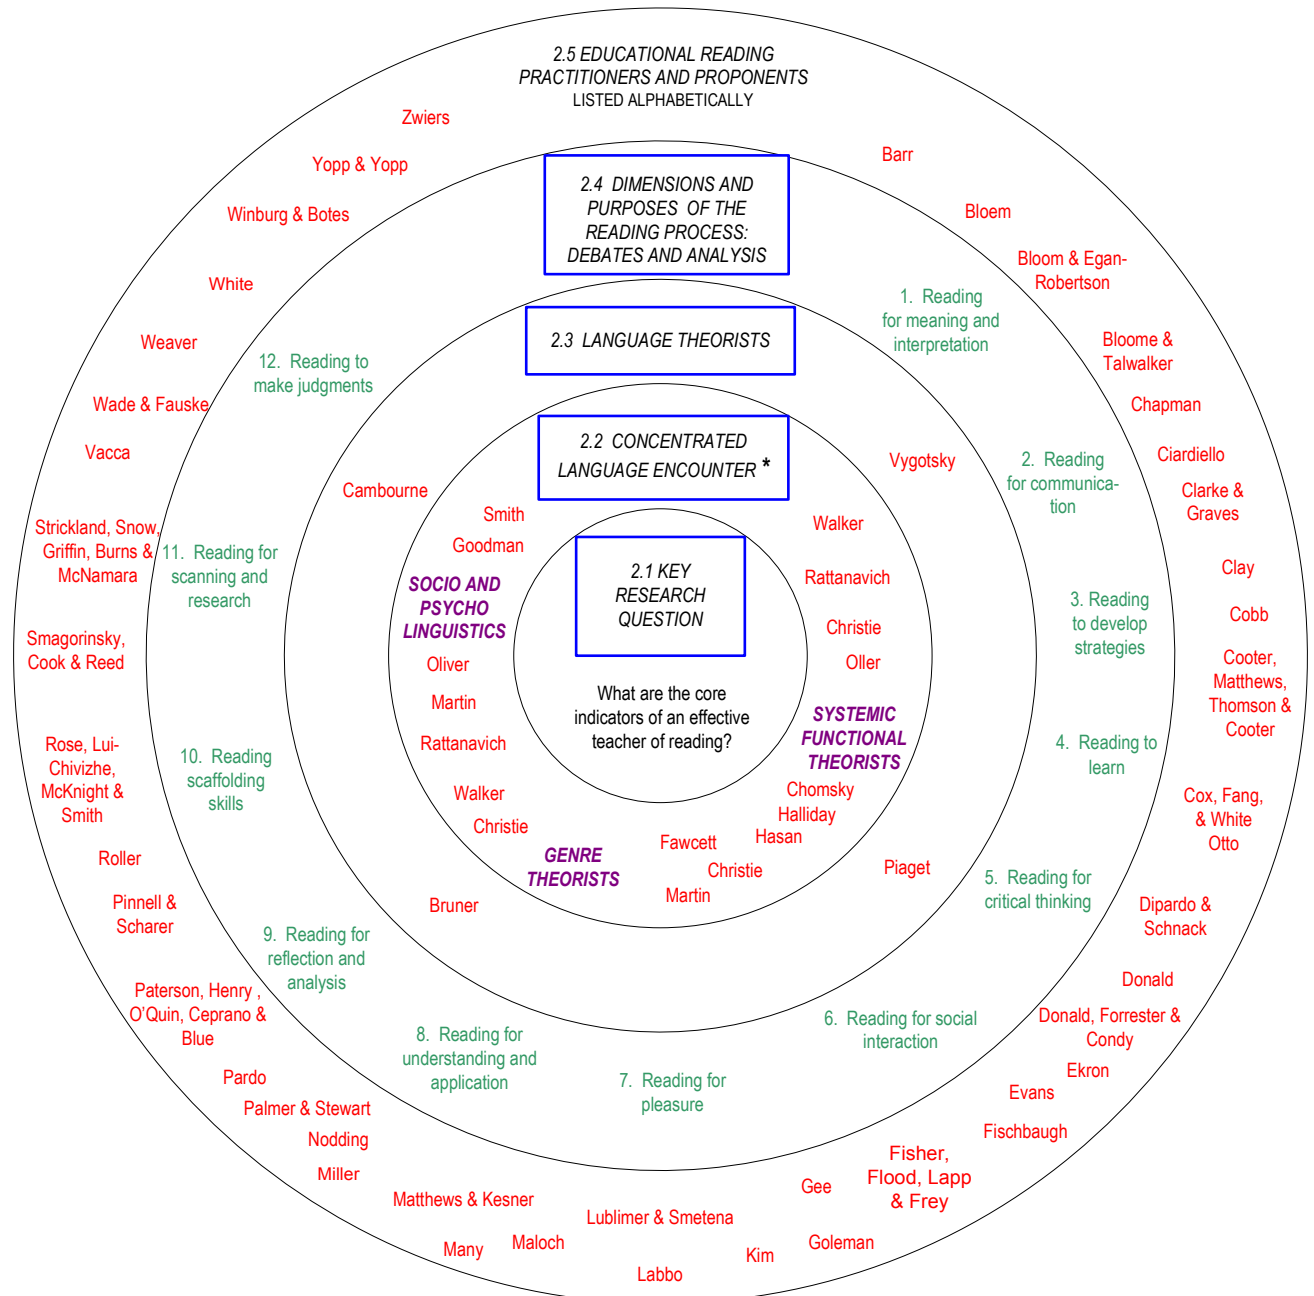 2.5 EDUCATIONAL READING
PRACTITIONERS AND PROPONENTS
LISTED ALPHABETICALLY
Barr
Bloem
Bloom & Egan-
Robertson
Bloome &
Talwalker
Chapman
Ciardiello
Clarke &
Graves
Clay
Cobb
Cooter,
Matthews,
Thomson &
Cooter
Cox, Fang,
& White
Otto
Dipardo &
Schnack
Donald
Donald, Forrester &
Condy
Ekron
Evans
Fischbaugh
Fisher,
Flood, Lapp
& Frey
Gee
Goleman
Kim
Labbo
Lublimer & Smetena
Maloch
Many
Matthews & Kesner
Miller
Nodding
Palmer & Stewart
Pardo
Paterson, Henry ,
O'Quin, Ceprano &
Blue
Pinnell &
Scharer
Roller
Rose, Lui-
Chivizhe,
McKnight &
Smith
Smagorinsky,
Cook & Reed
Strickland, Snow,
Griffin, Burns &
McNamara
Vacca
Wade & Fauske
Weaver
White
Winburg & Botes
Yopp & Yopp
Zwiers
2.4 DIMENSIONS AND
PURPOSES OF THE
READING PROCESS:
DEBATES AND ANALYSIS
1. Reading
for meaning and
interpretation
2. Reading
for communica-
tion
3. Reading
to develop
strategies
4. Reading to
learn
5. Reading for
critical thinking
6. Reading for social
interaction
7. Reading for
pleasure
8. Reading for
understanding and
application
9. Reading for
reflection and
analysis
10. Reading
scaffolding
skills
11. Reading for
scanning and
research
12. Reading to
make judgments
2.3 LANGUAGE THEORISTS
Vygotsky
Piaget
Bruner
Cambourne
2.2 CONCENTRATED
LANGUAGE ENCOUNTER *
Walker
Rattanavich
Christie
Oller
SYSTEMIC
FUNCTIONAL
THEORISTS
Chomsky
Halliday
Hasan
Fawcett
Christie
Martin
GENRE
THEORISTS
Christie
Walker
Rattanavich
Martin
Oliver
SOCIO AND
PSYCHO
LINGUISTICS
Goodman
Smith
2.1 KEY
RESEARCH
QUESTION
What are the core
indicators of an effective
teacher of reading?